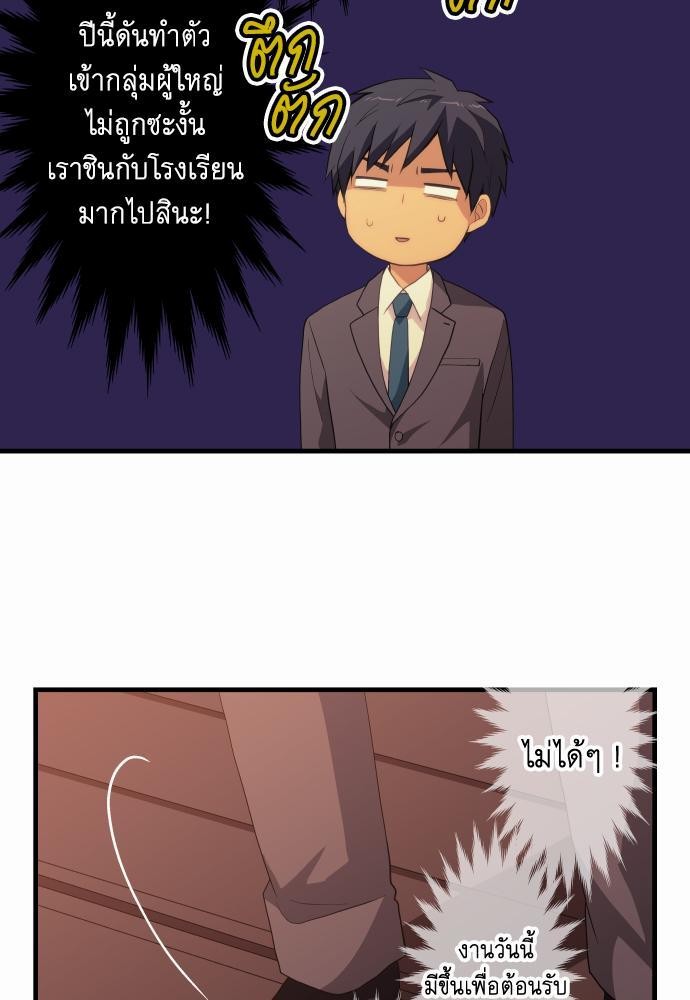 ปีนี้ดันทำตัว
เข้ากลุ่มผู้ใหญ่
ไม่ถูกซะงั้น
เราชินกับโรงเรียน
มากไปสินะ!
ตึก
ตัก
ไม่ได้ๆ !
งานวันนี้
มีขึ้นเพื่อต้อนรับ